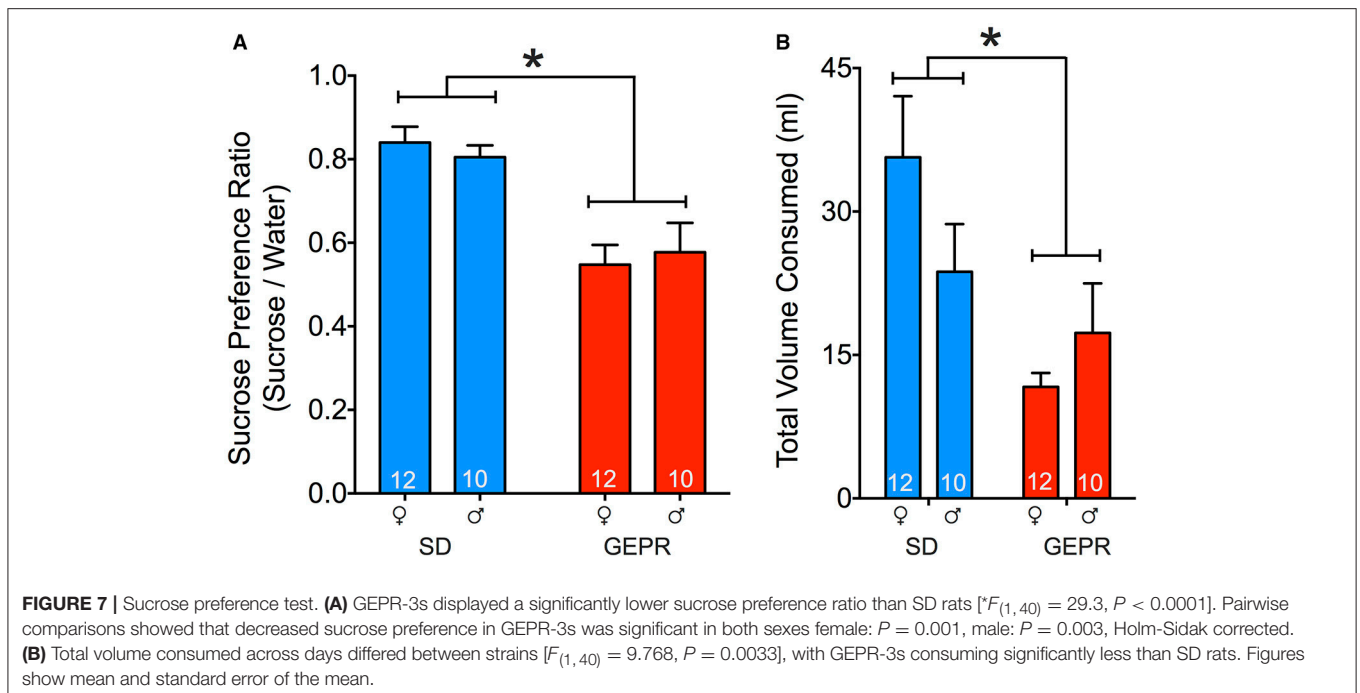 A
*
1.0
0.8
0.6
0.4
0.2
0.0
Sucrose Preference Ratio
(Sucrose / Water)
12
10
12
10
♀ ♂ ♀ ♂
SD GEPR
B
*
45
30
15
0
Total Volume Consumed (ml)
12
10
12
10
♀ ♂ ♀ ♂
SD GEPR
FIGURE 7 | Sucrose preference test. (A) GEPR-3s displayed a significantly lower sucrose preference ratio than SD rats [*F(1, 40) = 29.3, P < 0.0001]. Pairwise
comparisons showed that decreased sucrose preference in GEPR-3s was significant in both sexes female: P = 0.001, male: P = 0.003, Holm-Sidak corrected.
(B) Total volume consumed across days differed between strains [F(1, 40) = 9.768, P = 0.0033], with GEPR-3s consuming significantly less than SD rats. Figures
show mean and standard error of the mean.